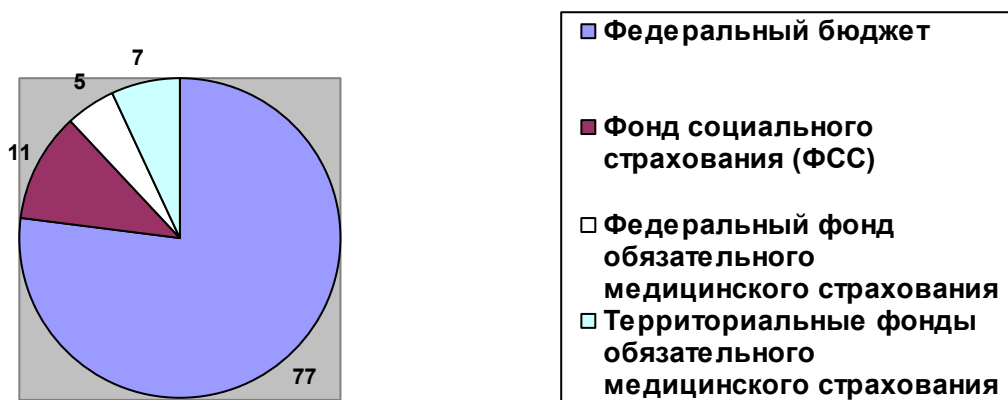 7
5
11
77
Федеральный бюджет
Фонд социального
страхования (ФСС)
Федеральный фонд
обязательного
медицинского страхования
Территориальные фонды
обязательного
медицинского страхования